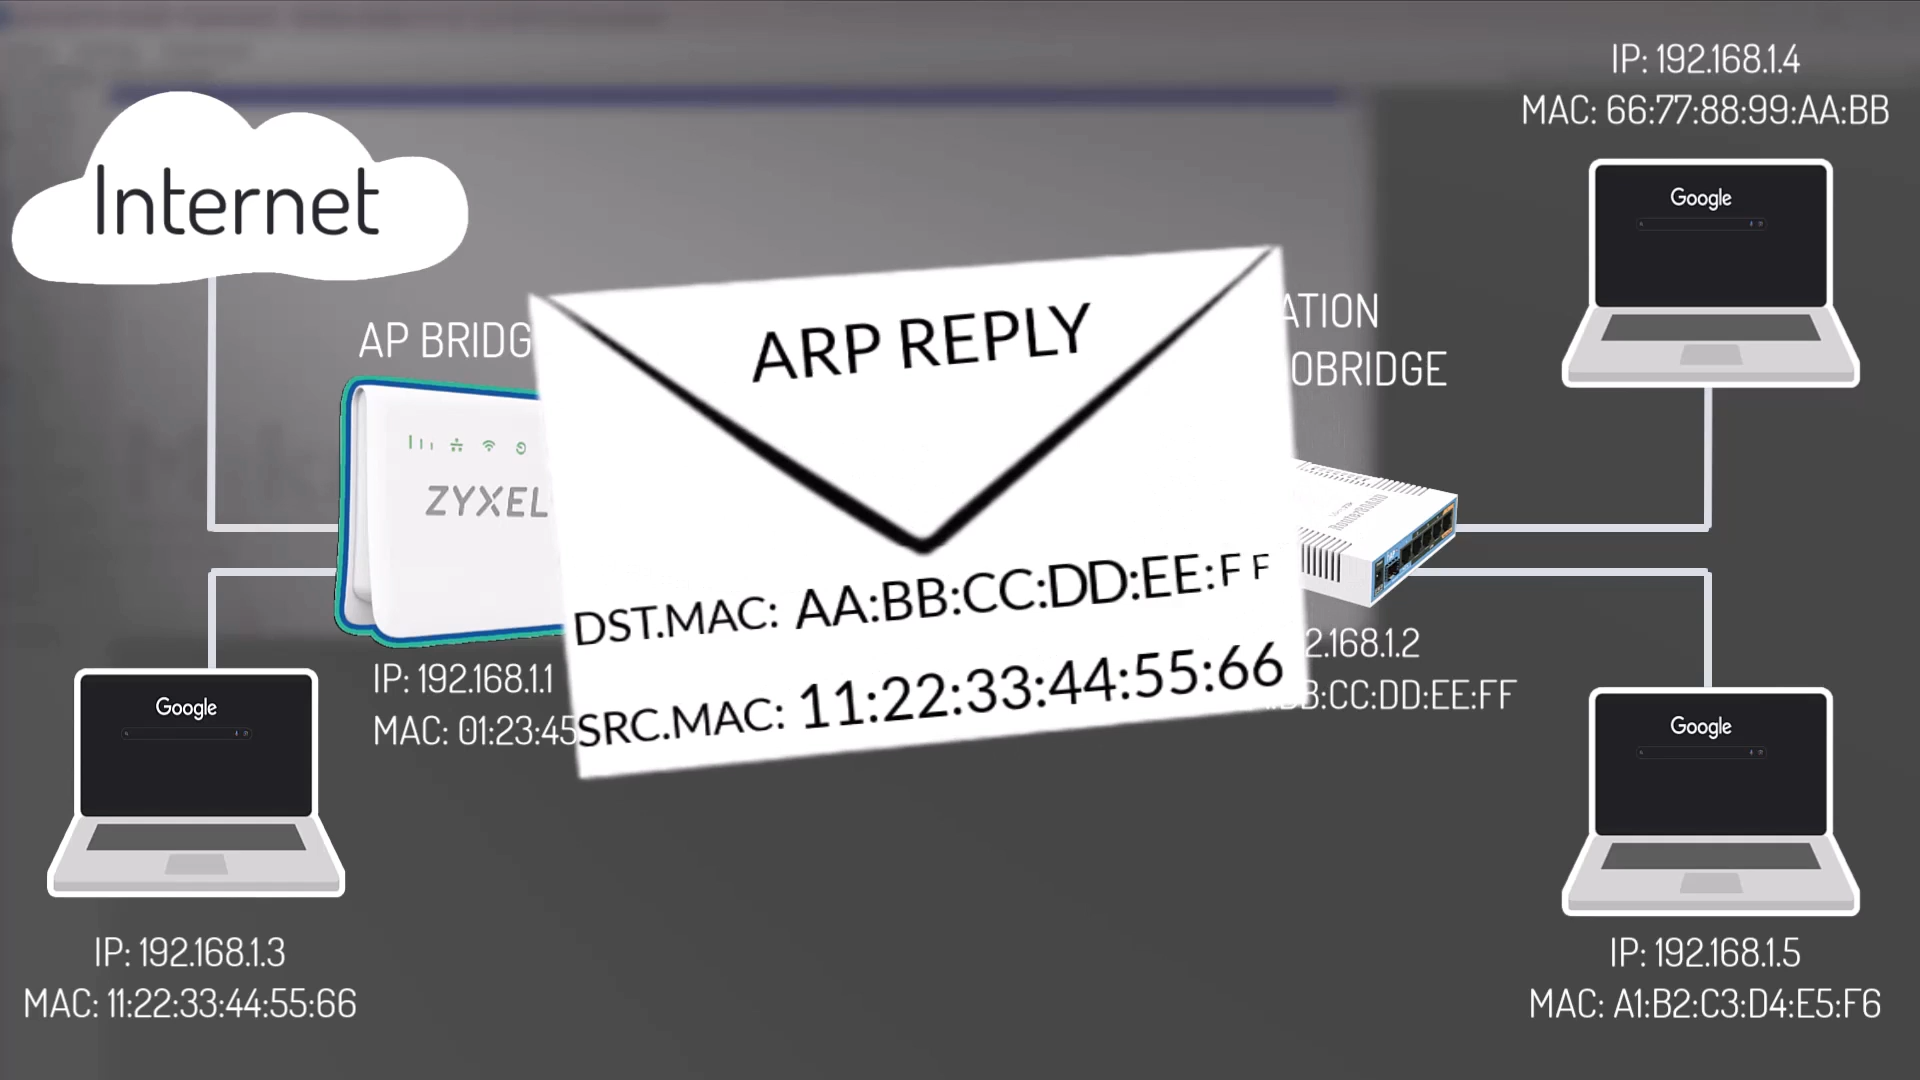 Internet
AP BRIDG
ZYXEL
IP: 192.168.1.1
MAC: 01:23:45
Google
IP: 192.168.1.3
MAC: 11:22:33:44:55:66
ARP REPLY
DST.MAC: AA:BB:CC:DD:EE:FF
SRC.MAC: 11:22:33:44:55:66
ATION
OBRIDGE
2.168.1.2
B:CC:DD:EE:FF
IP: 192.168.1.4
MAC: 66:77:88:99:AA:BB
Google
Google
IP: 192.168.1.5
MAC: A1:B2:C3:D4:E5:F6